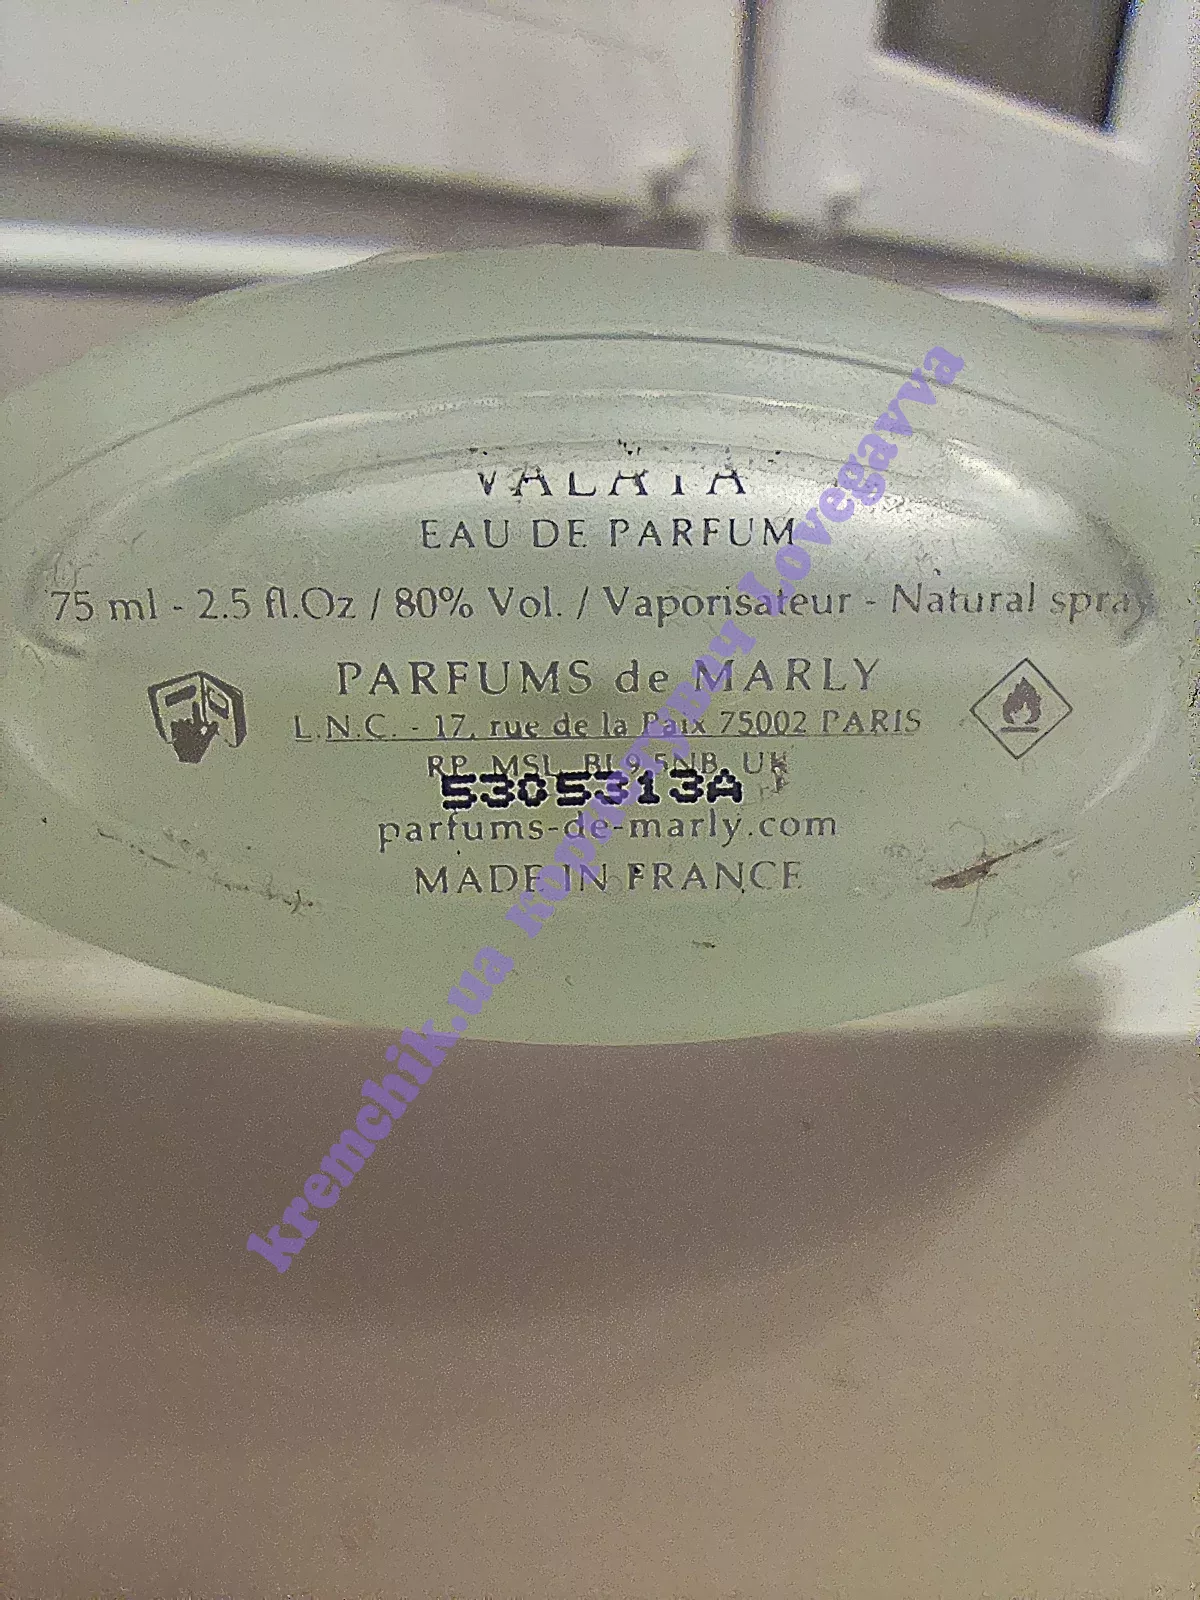 VALAYA
EAU DE PARFUM
75 ml - 2.5 fl.Oz / 80% Vol. / Vaporisateur - Natural spray
PARFUMS de MARLY
L.N.C. - 17, rue de la Paix 75002 PARIS
RP. MSL, BL9 5NB, UK
5305313A
parfums-de-marly.com
MADE IN FRANCE
kremchik.ua користувач Lovegavva